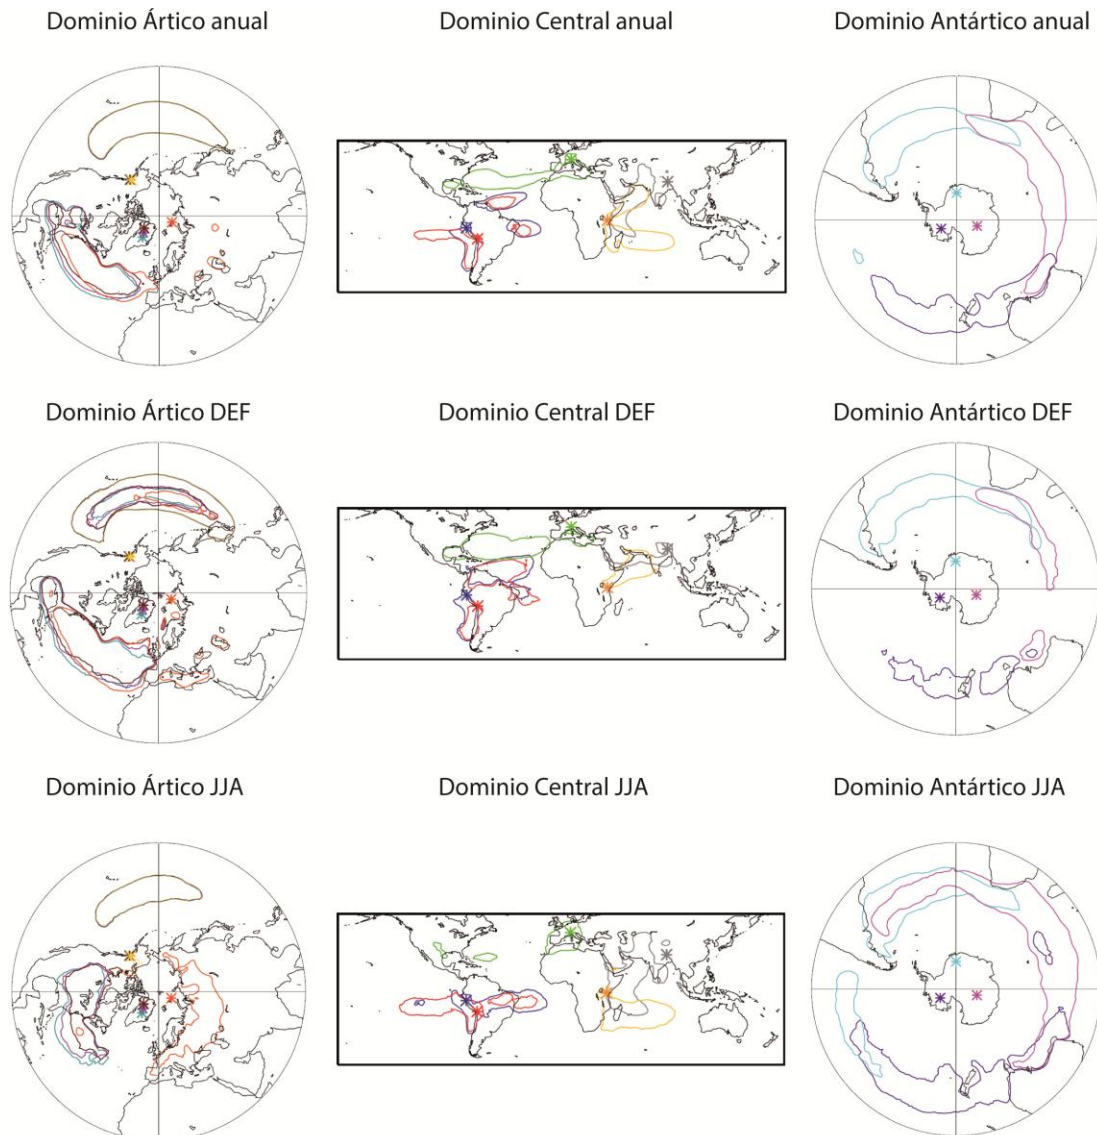 Dominio Ártico anual
Dominio Central anual
Dominio Antártico anual
Dominio Ártico DEF
Dominio Central DEF
Dominio Antártico DEF
Dominio Ártico JJA
Dominio Central JJA
Dominio Antártico JJA